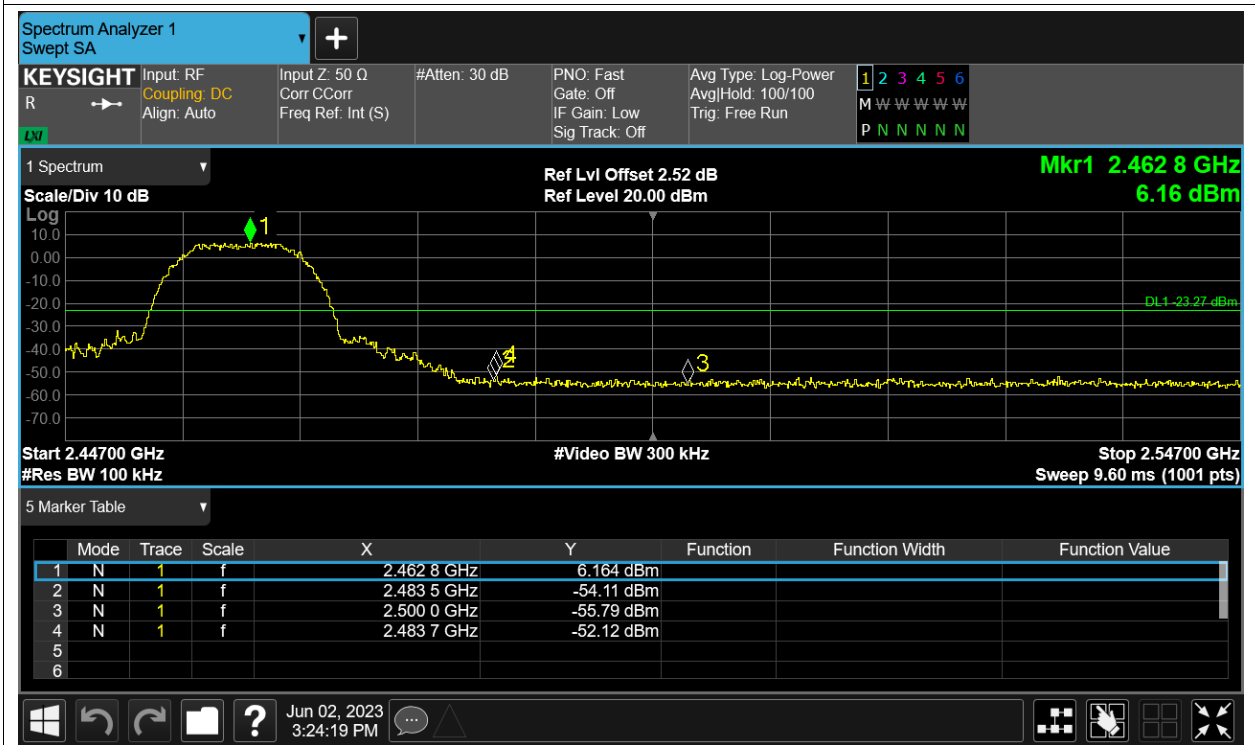 Spectrum Analyzer 1
Swept SA
KEYSIGHT Input: RF Input Z: 50 Ω #Atten: 30 dB PNO: Fast Avg Type: Log-Power 1 2 3 4 5 6
R Coupling: DC Corr CCorr Gate: Off Avg|Hold: 100/100 M W W W W W
Align: Auto Freq Ref: Int (S) IF Gain: Low Trig: Free Run
LXI Sig Track: Off P N N N N N
1 Spectrum Ref Lvl Offset 2.52 dB Mkr1 2.462 8 GHz
Scale/Div 10 dB Ref Level 20.00 dBm 6.16 dBm
Log
1
10.0
0.00
-10.0
-20.0 DL1 -23.27 dBm
-30.0
-40.0
4
2 3
-50.0
-60.0
-70.0
Start 2.44700 GHz #Video BW 300 kHz Stop 2.54700 GHz
#Res BW 100 kHz Sweep 9.60 ms (1001 pts)
5 Marker Table
Mode Trace Scale X Y Function Function Width Function Value
1 N 1 f 2.462 8 GHz 6.164 dBm
2 N 1 f 2.483 5 GHz -54.11 dBm
3 N 1 f 2.500 0 GHz -55.79 dBm
4 N 1 f 2.483 7 GHz -52.12 dBm
5
6
? Jun 02, 2023
3:24:19 PM